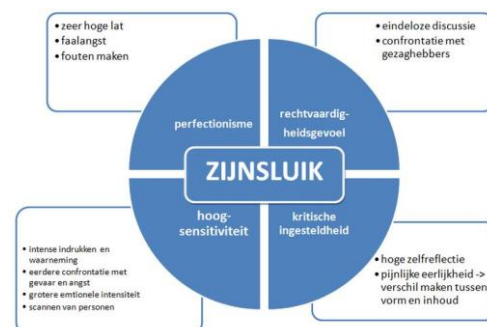 • zeer hoge lat
• faalangst
• fouten maken
• eindeloze discussie
• confrontatie met
gezaghebbers
perfectionisme
rechtvaardig-
heidsgevoel
ZIJNSLUIK
hoog-
sensitiviteit
kritische
ingesteldheid
• intense indrukken en
waarneming
• eerdere confrontatie met
gevaar en angst
• grotere emtionele intensiteit
• scannen van personen
• hoge zelfreflectie
• pijnlijke eerlijkheid ->
verschil maken tussen
vorm en inhoud